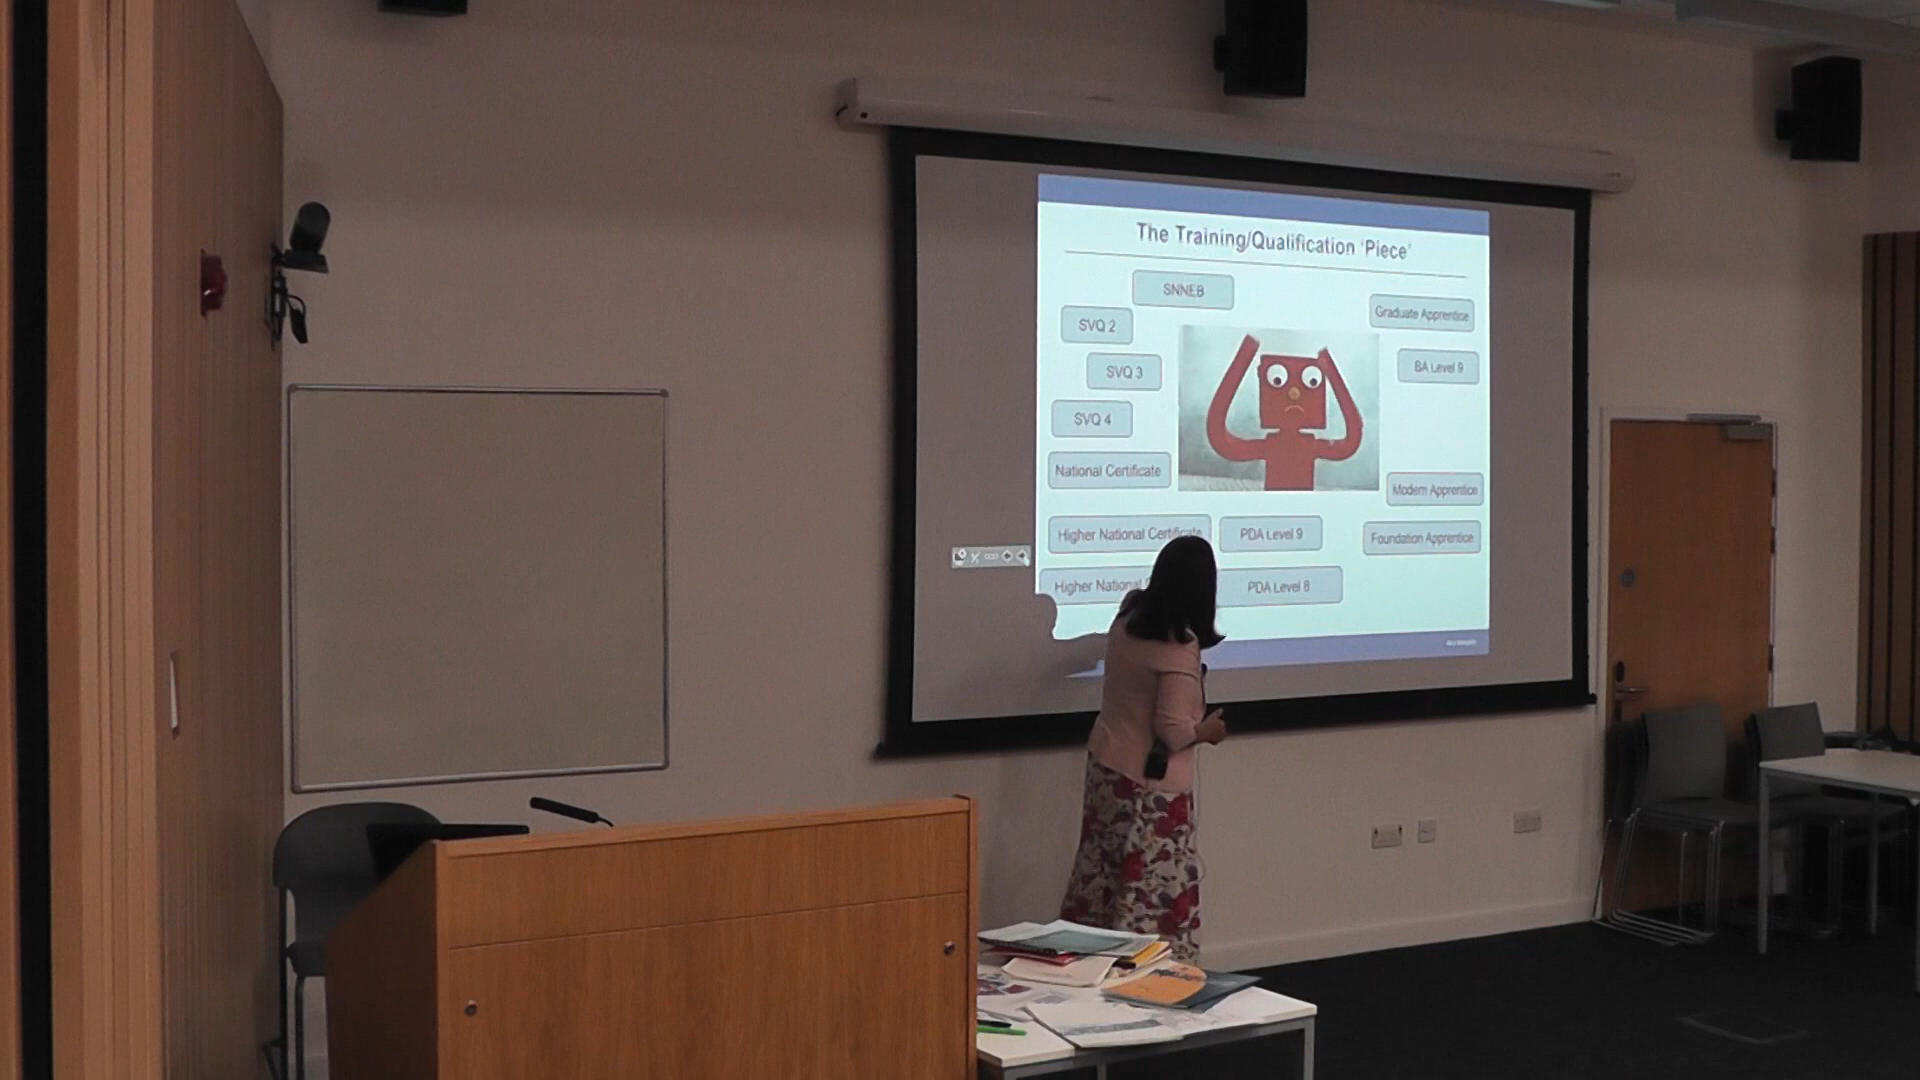 The Training/Qualification 'Piece'
SNNEB
Graduate Apprentice
SVQ 2
BA Level 9
SVQ 3
SVQ 4
National Certificate
Modern Apprentice
Higher National Certificate
PDA Level 9
Foundation Apprentice
Higher National
PDA Level 8